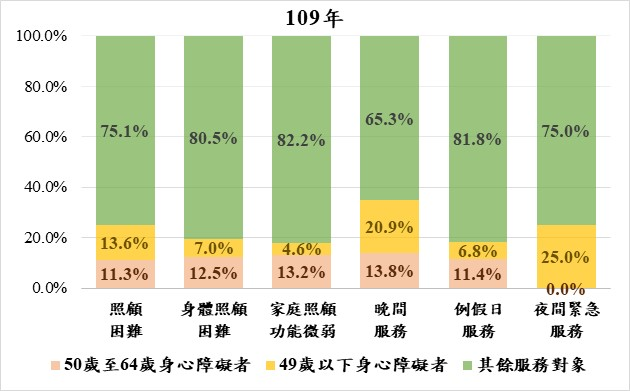 109年
100.0%
80.0%
60.0%
40.0%
20.0%
0.0%
75.1%
80.5%
82.2%
65.3%
81.8%
75.0%
13.6%
7.0%
4.6%
20.9%
6.8%
25.0%
11.3%
12.5%
13.2%
13.8%
11.4%
0.0%
照顧
困難
身體照顧
困難
家庭照顧
功能微弱
晚間
服務
例假日
服務
夜間緊急
服務
50歲至64歲身心障礙者
49歲以下身心障礙者
其餘服務對象